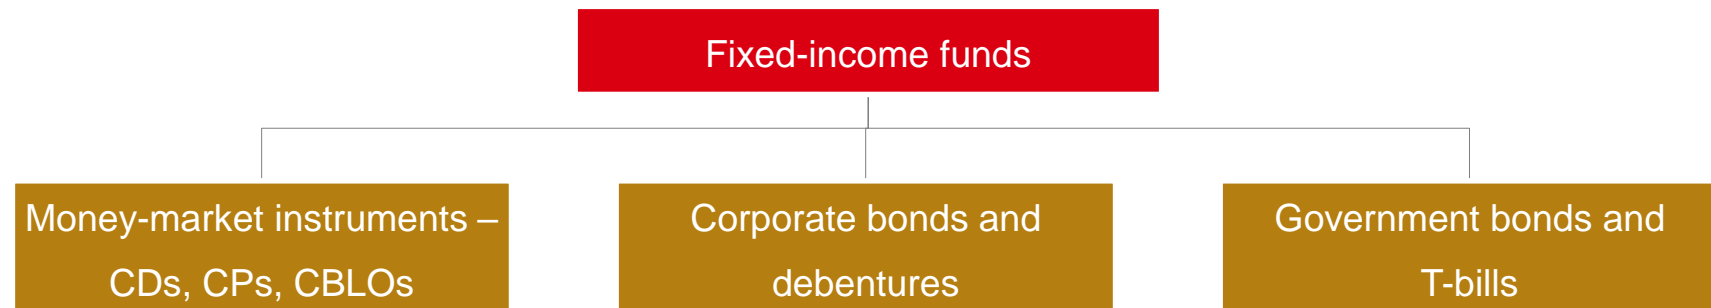 Fixed-income funds
Money-market instruments –
CDs, CPs, CBLOs
Corporate bonds and
debentures
Government bonds and
T-bills